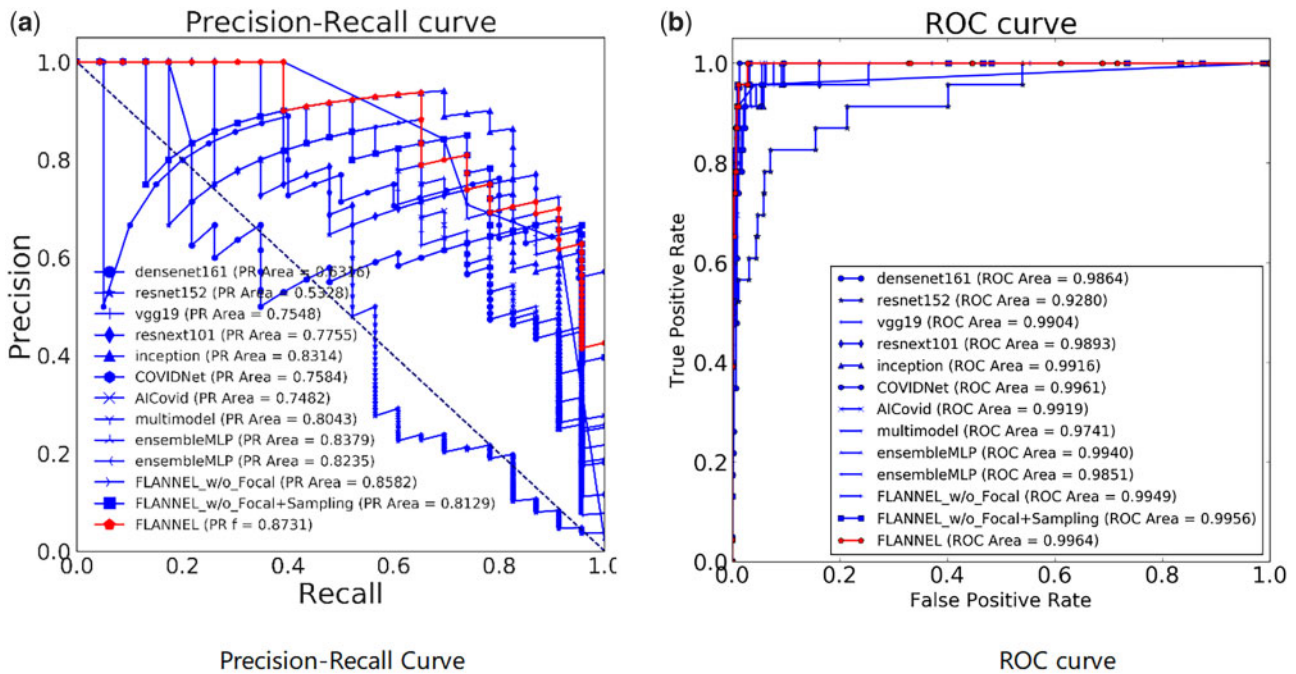 (a)
Precision-Recall curve
Precision
1.0
0.8
0.6
0.4
0.2
0.0
densenet161 (PR Area = 0.6316)
resnet152 (PR Area = 0.5328)
vgg19 (PR Area = 0.7548)
resnext101 (PR Area = 0.7755)
inception (PR Area = 0.8314)
COVIDNet (PR Area = 0.7584)
AICovid (PR Area = 0.7482)
multimodel (PR Area = 0.8043)
ensembleMLP (PR Area = 0.8379)
ensembleMLP (PR Area = 0.8235)
FLANNEL_w/o_Focal (PR Area = 0.8582)
FLANNEL_w/o_Focal+Sampling (PR Area = 0.8129)
FLANNEL (PR f = 0.8731)
0.0 0.2 0.4 0.6 0.8 1.0
Recall
(b)
ROC curve
True Positive Rate
1.0
0.8
0.6
0.4
0.2
0.0
densenet161 (ROC Area = 0.9864)
resnet152 (ROC Area = 0.9280)
vgg19 (ROC Area = 0.9904)
resnext101 (ROC Area = 0.9893)
inception (ROC Area = 0.9916)
COVIDNet (ROC Area = 0.9961)
AICovid (ROC Area = 0.9919)
multimodel (ROC Area = 0.9741)
ensembleMLP (ROC Area = 0.9940)
ensembleMLP (ROC Area = 0.9851)
FLANNEL_w/o_Focal (ROC Area = 0.9949)
FLANNEL_w/o_Focal+Sampling (ROC Area = 0.9956)
FLANNEL (ROC Area = 0.9964)
0.0 0.2 0.4 0.6 0.8 1.0
False Positive Rate
Precision-Recall Curve
ROC curve